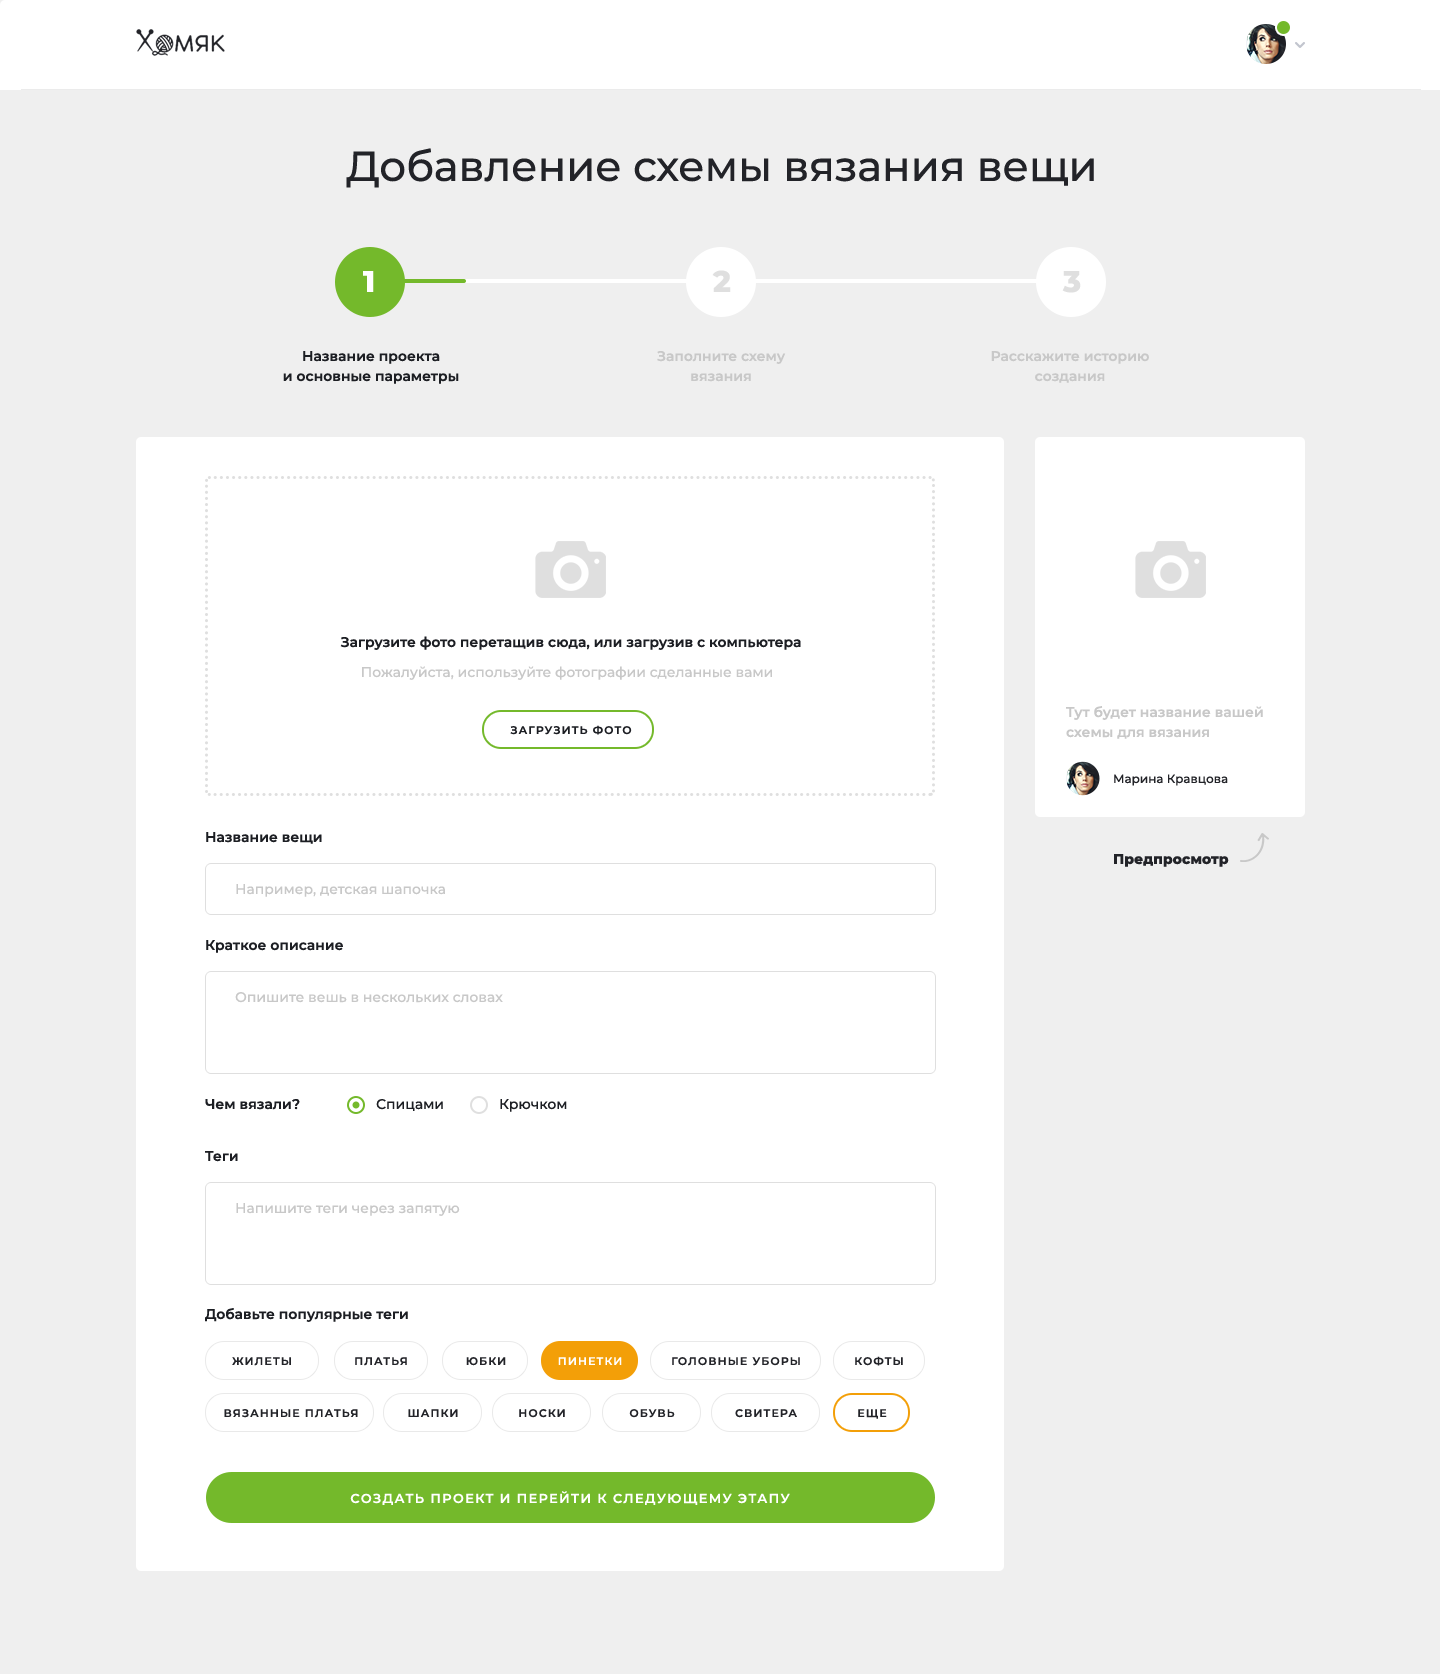 Хомяк
Добавление схемы вязания вещи
1
2
3
Название проекта
и основные параметры
Заполните схему
вязания
Расскажите историю
создания
Загрузите фото перетащив сюда, или загрузив с компьютера
Пожалуйста, используйте фотографии сделанные вами
ЗАГРУЗИТЬ ФОТО
Тут будет название вашей
схемы для вязания
Марина Кравцова
Предпросмотр
Название вещи
Например, детская шапочка
Краткое описание
Опишите вешь в нескольких словах
Чем вязали? Спицами Крючком
Теги
Напишите теги через запятую
Добавьте популярные теги
ЖИЛЕТЫ ПЛАТЬЯ ЮБКИ ПИНЕТКИ ГОЛОВНЫЕ УБОРЫ КОФТЫ
ВЯЗАННЫЕ ПЛАТЬЯ ШАПКИ НОСКИ ОБУВЬ СВИТЕРА ЕЩЕ
СОЗДАТЬ ПРОЕКТ И ПЕРЕЙТИ К СЛЕДУЮЩЕМУ ЭТАПУ